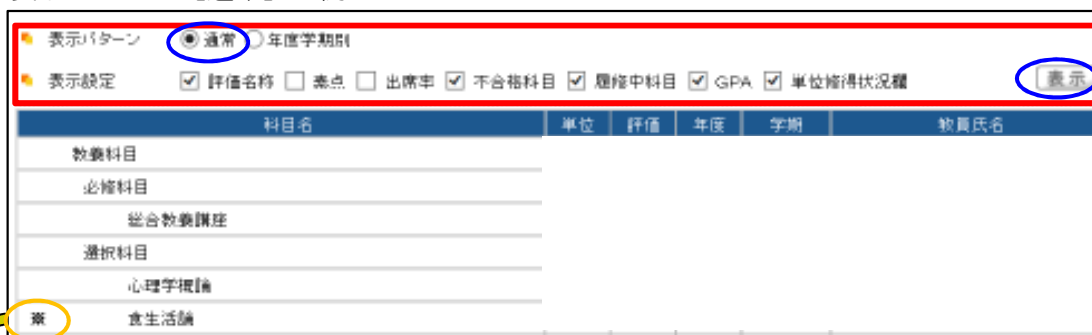 表示パターン 通常 年度学期別
表示設定 評価名称 素点 出席率 不合格科目 履修中科目 GPA 単位修得状況欄 表示
科目名 単位 評価 年度 学期 教員氏名
教養科目
必修科目
総合教養講座
選択科目
心理学概論
※ 食生活論